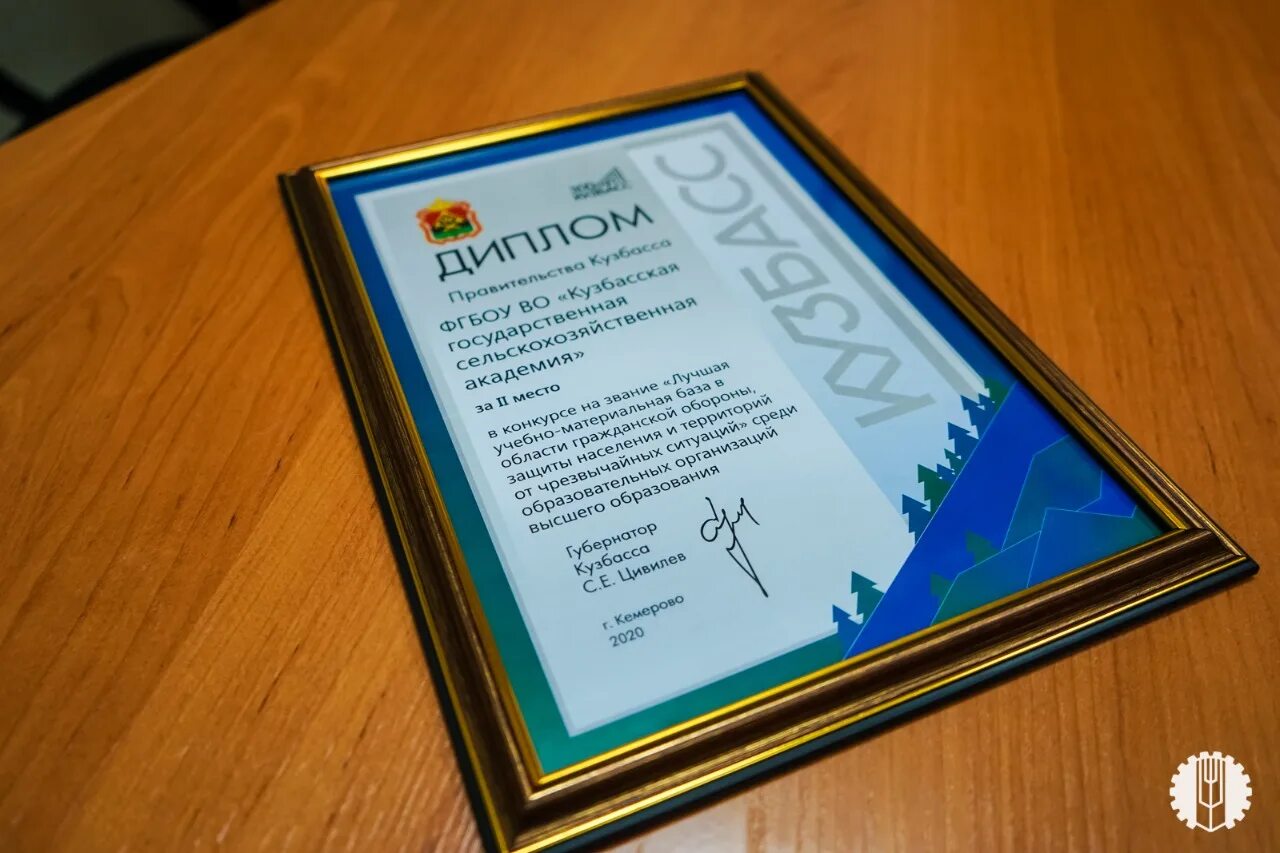 ДИПЛОМ
Правительства Кузбасса
ФГБОУ ВО «Кузбасская
государственная
сельскохозяйственная
академия»
за II место
в конкурсе на звание «Лучшая
учебно-материальная база в
области гражданской обороны,
защиты населения и территорий
от чрезвычайных ситуаций» среди
образовательных организаций
высшего образования
Губернатор
Кузбасса
С.Е. Цивилев
г. Кемерово
2020
КУЗБАСС